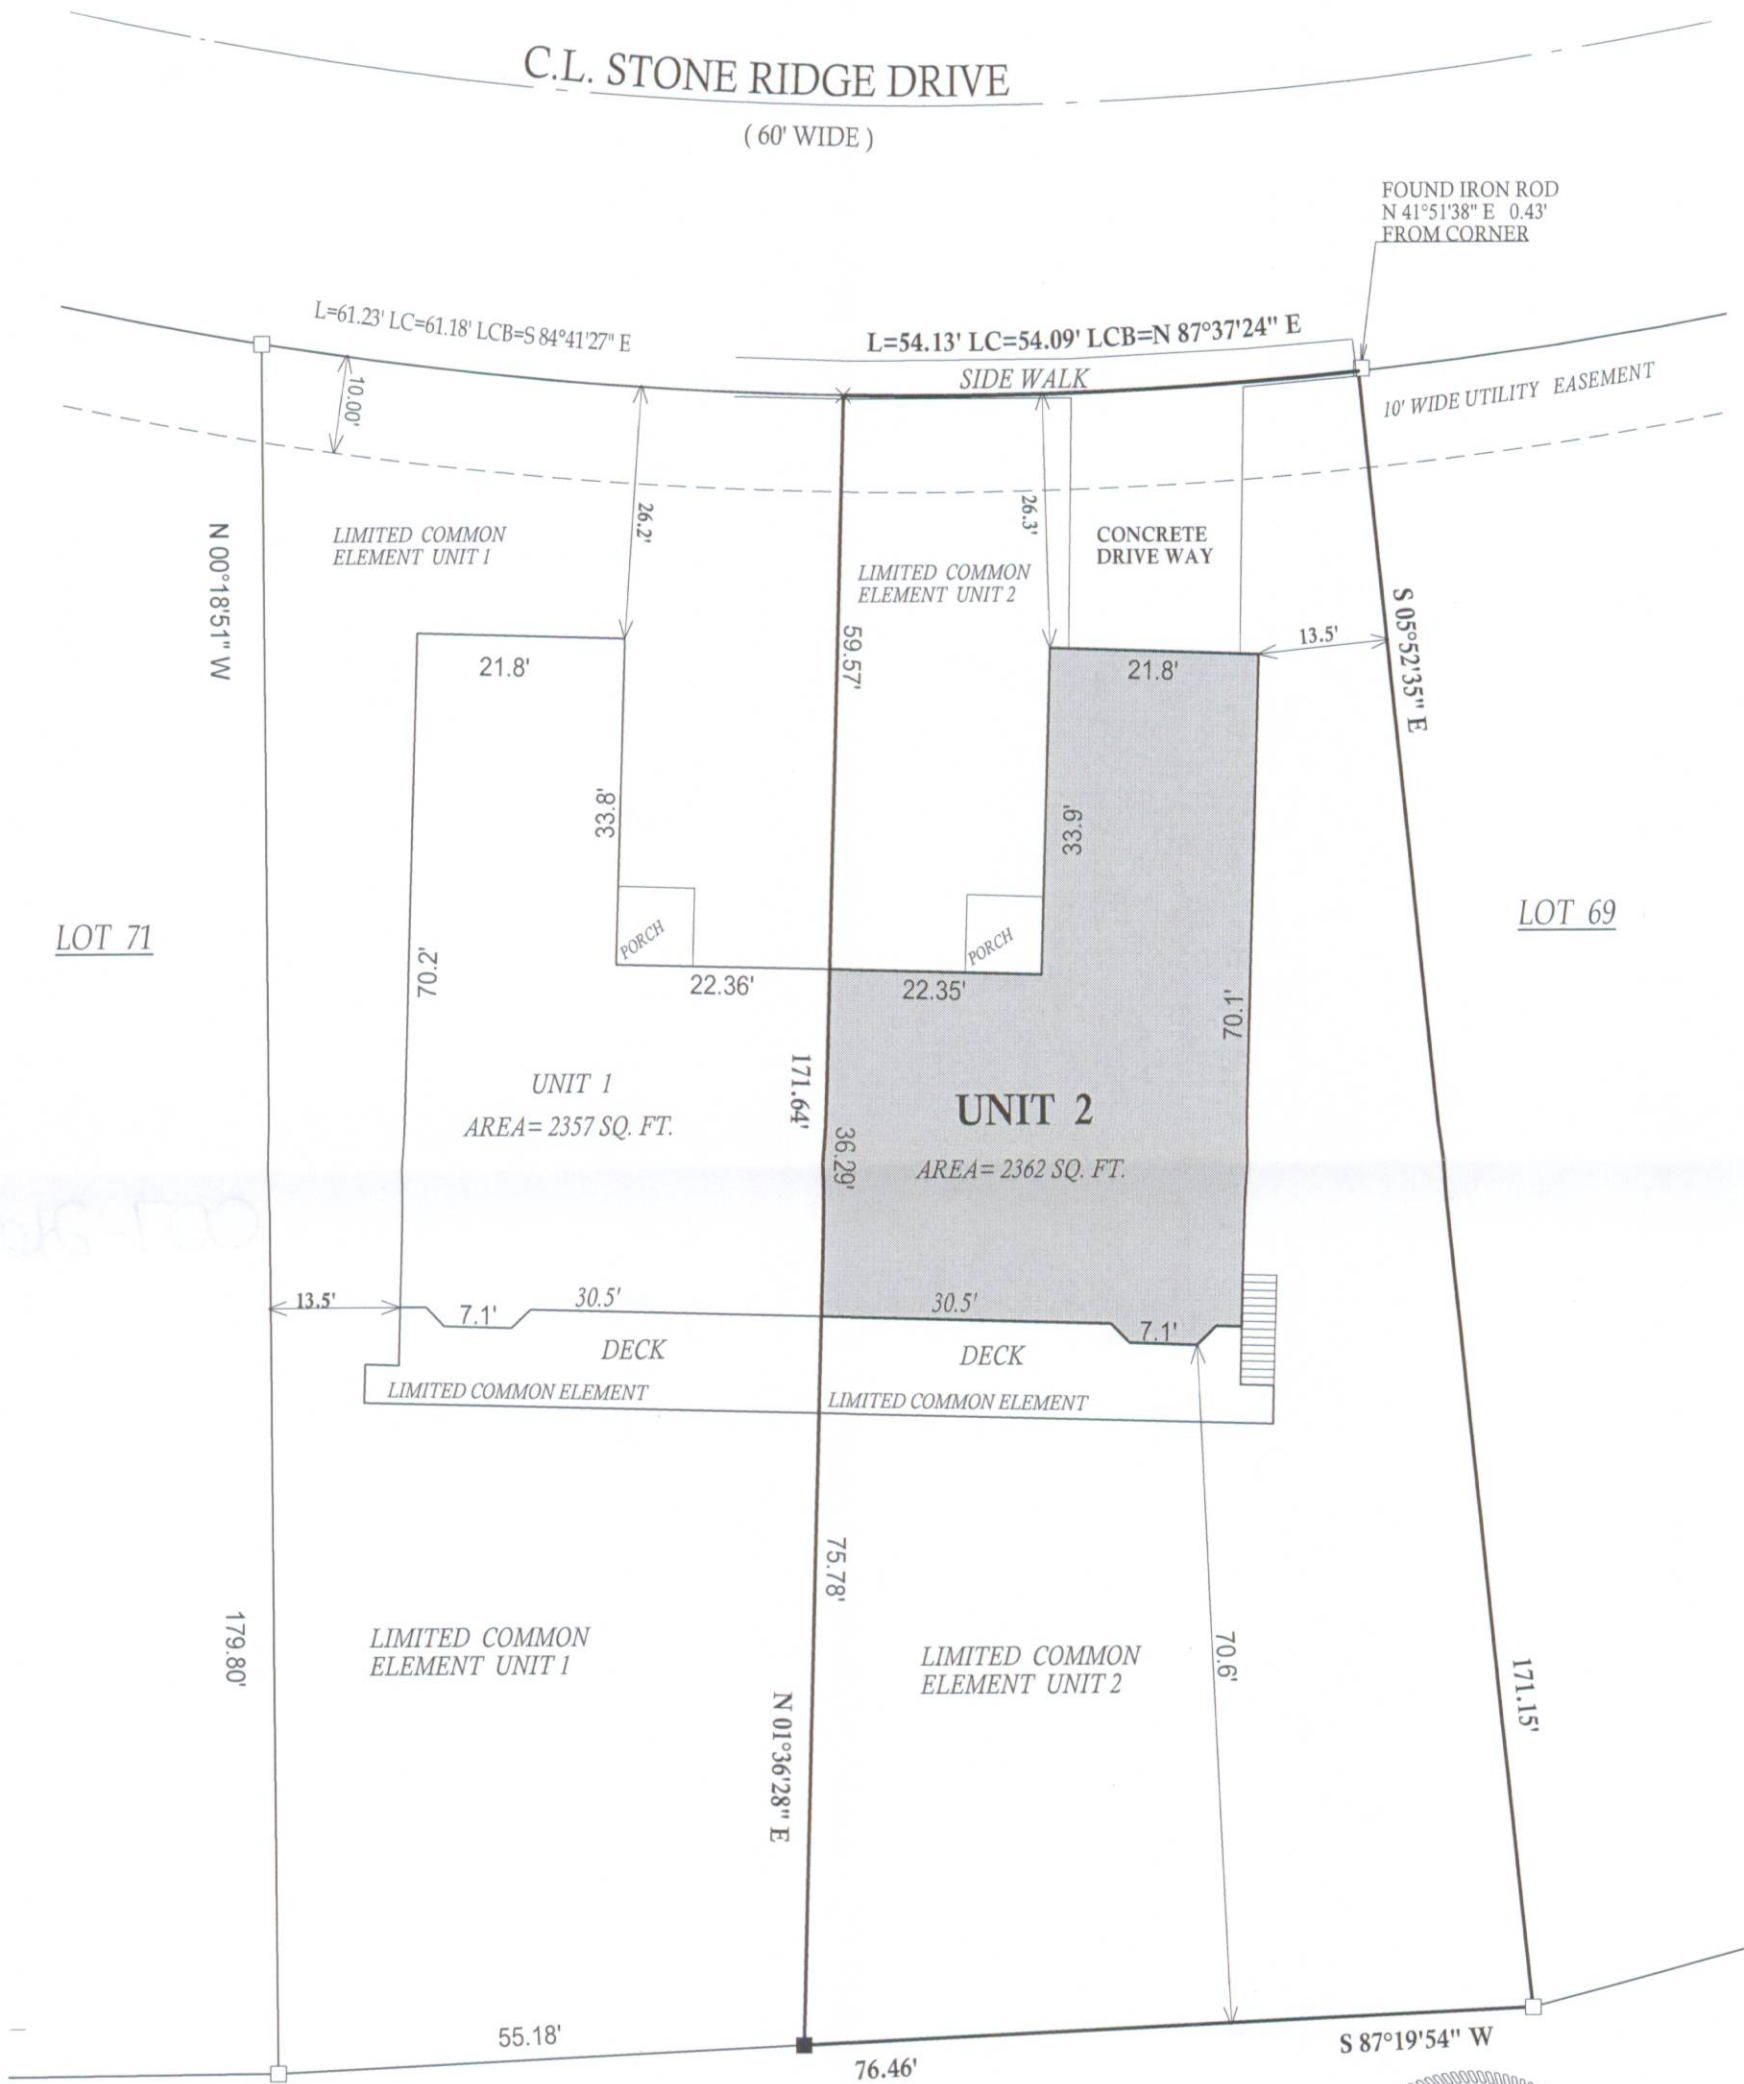 C.L. STONE RIDGE DRIVE
( 60' WIDE )
FOUND IRON ROD
N 41°51'38" E 0.43'
FROM CORNER
L=61.23' LC=61.18' LCB=S 84°41'27" E
L=54.13' LC=54.09' LCB=N 87°37'24" E
SIDE WALK
10' WIDE UTILITY EASEMENT
10.00'
26.2'
26.3'
N 00°18'51" W
LIMITED COMMON
ELEMENT UNIT 1
LIMITED COMMON
ELEMENT UNIT 2
CONCRETE
DRIVE WAY
59.57'
S 05°52'35" E
13.5'
21.8'
21.8'
33.8'
33.9'
LOT 71
LOT 69
PORCH
PORCH
70.2'
22.36'
22.35'
70.1'
171.64'
UNIT 1
AREA= 2357 SQ. FT.
UNIT 2
AREA= 2362 SQ. FT.
36.29'
13.5'
7.1'
30.5'
30.5'
7.1'
DECK
DECK
LIMITED COMMON ELEMENT
LIMITED COMMON ELEMENT
75.78'
179.80'
LIMITED COMMON
ELEMENT UNIT 1
LIMITED COMMON
ELEMENT UNIT 2
70.6'
171.15'
N 01°36'28" E
55.18'
76.46'
S 87°19'54" W